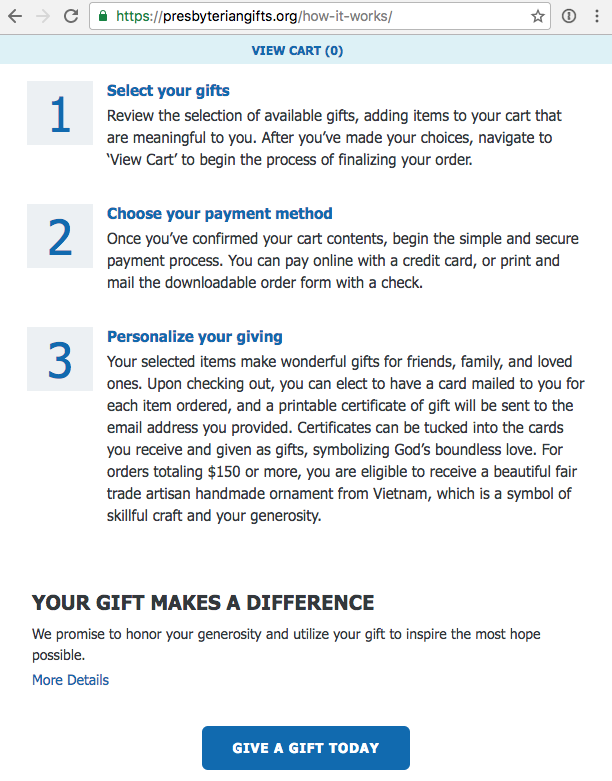 https://presbyteriangifts.org/how-it-works/
VIEW CART (0)
1
Select your gifts
Review the selection of available gifts, adding items to your cart that
are meaningful to you. After you’ve made your choices, navigate to
‘View Cart’ to begin the process of finalizing your order.
2
Choose your payment method
Once you’ve confirmed your cart contents, begin the simple and secure
payment process. You can pay online with a credit card, or print and
mail the downloadable order form with a check.
3
Personalize your giving
Your selected items make wonderful gifts for friends, family, and loved
ones. Upon checking out, you can elect to have a card mailed to you for
each item ordered, and a printable certificate of gift will be sent to the
email address you provided. Certificates can be tucked into the cards
you receive and given as gifts, symbolizing God’s boundless love. For
orders totaling $150 or more, you are eligible to receive a beautiful fair
trade artisan handmade ornament from Vietnam, which is a symbol of
skillful craft and your generosity.
YOUR GIFT MAKES A DIFFERENCE
We promise to honor your generosity and utilize your gift to inspire the most hope
possible.
More Details
GIVE A GIFT TODAY